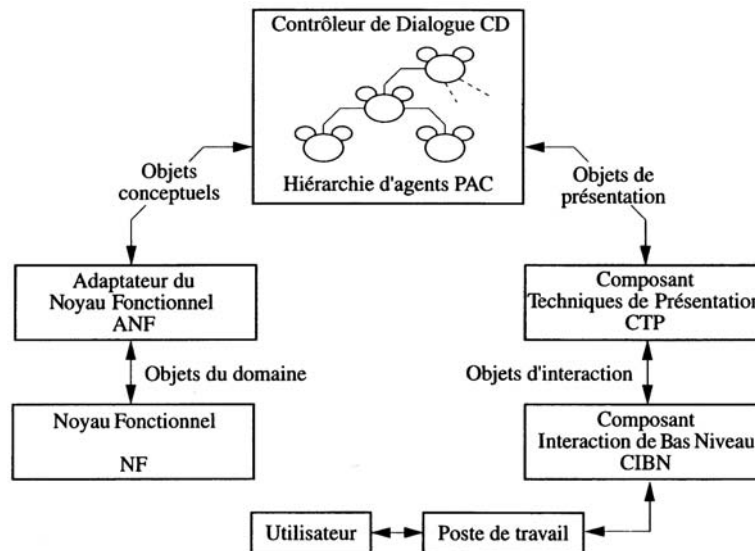 Contrôleur de Dialogue CD
Hiérarchie d'agents PAC
Objets
conceptuels
Objets de
présentation
Adaptateur du
Noyau Fonctionnel
ANF
Composant
Techniques de Présentation
CTP
Objets du domaine
Objets d'interaction
Noyau Fonctionnel
NF
Composant
Interaction de Bas Niveau
CIBN
Utilisateur
Poste de travail